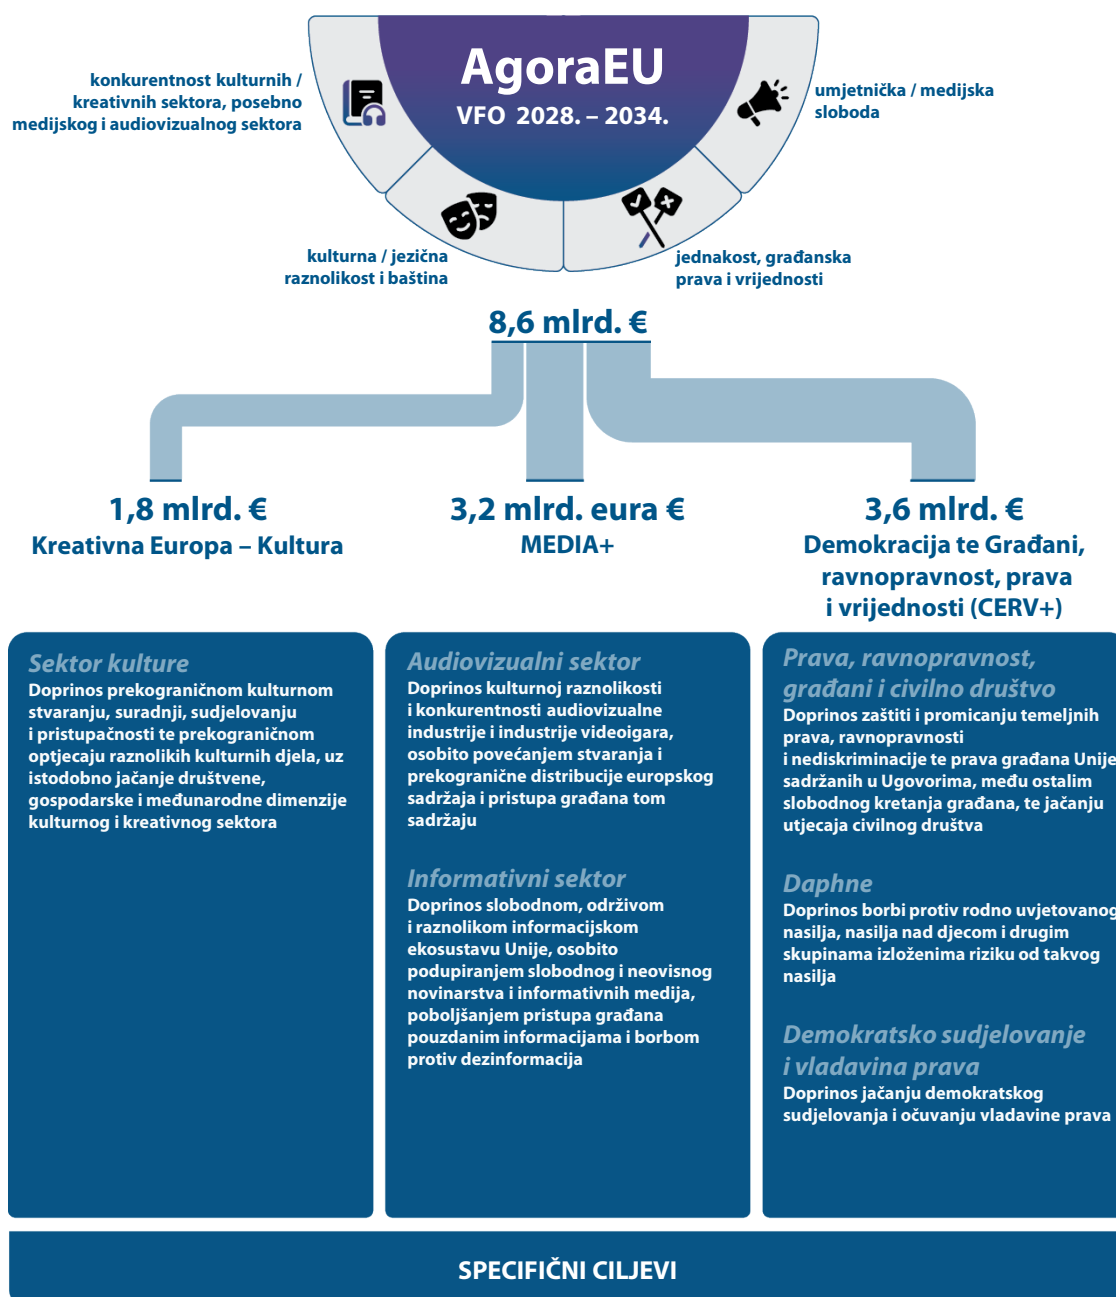 AgoraEU
VFO 2028. – 2034.
konkurentnost kulturnih /
kreativnih sektora, posebno
medijskog i audiovizualnog sektora
umjetnička / medijska
sloboda
kulturna / jezična
raznolikost i baština
jednakost, građanska
prava i vrijednosti
8,6 mlrd. €
1,8 mlrd. €
Kreativna Europa – Kultura
3,2 mlrd. eura €
MEDIA+
3,6 mlrd. €
Demokracija te Građani,
ravnopravnost, prava
i vrijednosti (CERV+)
Sektor kulture
Doprinos prekograničnom kulturnom
stvaranju, suradnji, sudjelovanju
i pristupačnosti te prekograničnom
optjecaju raznolikih kulturnih djela, uz
istodobno jačanje društvene,
gospodarske i međunarodne dimenzije
kulturnog i kreativnog sektora
Audiovizualni sektor
Doprinos kulturnoj raznolikosti
i konkurentnosti audiovizualne
industrije i industrije videoigara,
osobito povećanjem stvaranja i
prekogranične distribucije europskog
sadržaja i pristupa građana tom
sadržaju
Informativni sektor
Doprinos slobodnom, održivom
i raznolikom informacijskom
ekosustavu Unije, osobito
podupiranjem slobodnog i neovisnog
novinarstva i informativnih medija,
poboljšanjem pristupa građana
pouzdanim informacijama i borbom
protiv dezinformacija
Prava, ravnopravnost,
građani i civilno društvo
Doprinos zaštiti i promicanju temeljnih
prava, ravnopravnosti
i nediskriminacije te prava građana Unije
sadržanih u Ugovorima, među ostalim
slobodnog kretanja građana, te jačanju
utjecaja civilnog društva
Daphne
Doprinos borbi protiv rodno uvjetovanog
nasilja, nasilja nad djecom i drugim
skupinama izloženima riziku od takvog
nasilja
Demokratsko sudjelovanje
i vladavina prava
Doprinos jačanju demokratskog
sudjelovanja i očuvanju vladavine prava
SPECIFIČNI CILJEVI